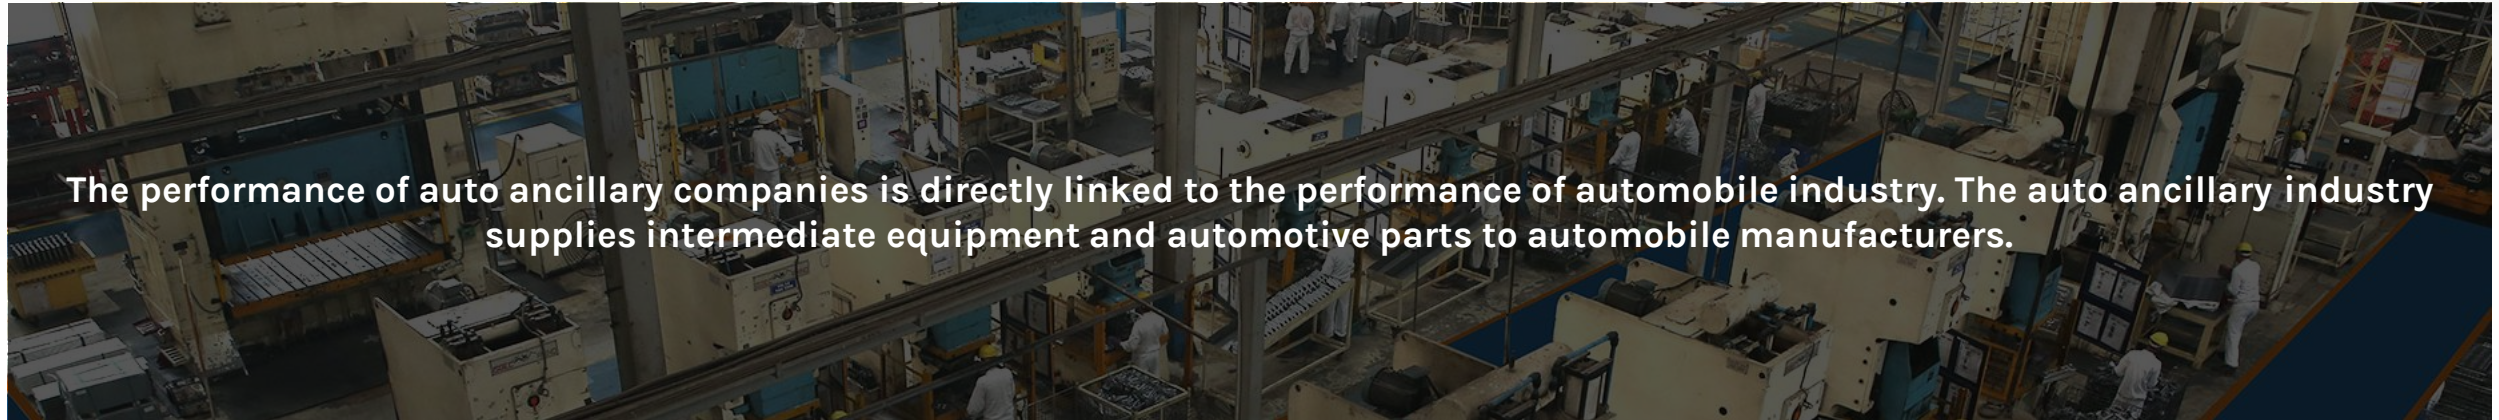 The performance of auto ancillary companies is directly linked to the performance of automobile industry. The auto ancillary industry
supplies intermediate equipment and automotive parts to automobile manufacturers.